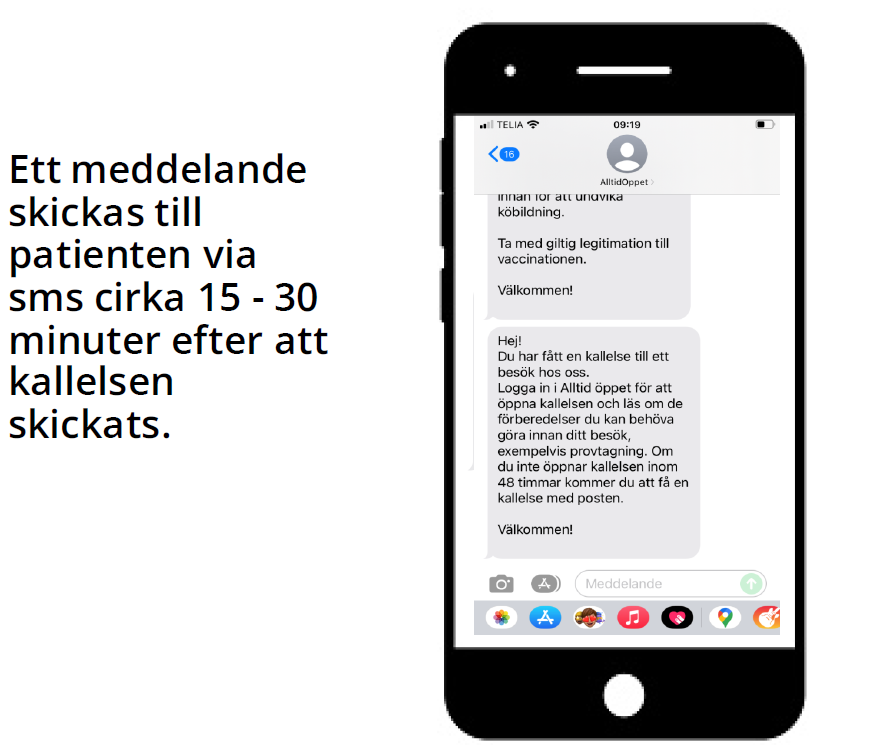 Ett meddelande
skickas till
patienten via
sms cirka 15 - 30
minuter efter att
kallelsen
skickats.
TELIA
09:19
16
AlltidOppet
innan för att undvika
köbildning.
Ta med giltig legitimation till
vaccinationen.
Välkommen!
Hej!
Du har fått en kallelse till ett
besök hos oss.
Logga in i Alltid öppet för att
öppna kallelsen och läs om de
förberedelser du kan behöva
göra innan ditt besök,
exempelvis provtagning. Om
du inte öppnar kallelsen inom
48 timmar kommer du att få en
kallelse med posten.
Välkommen!
Meddelande